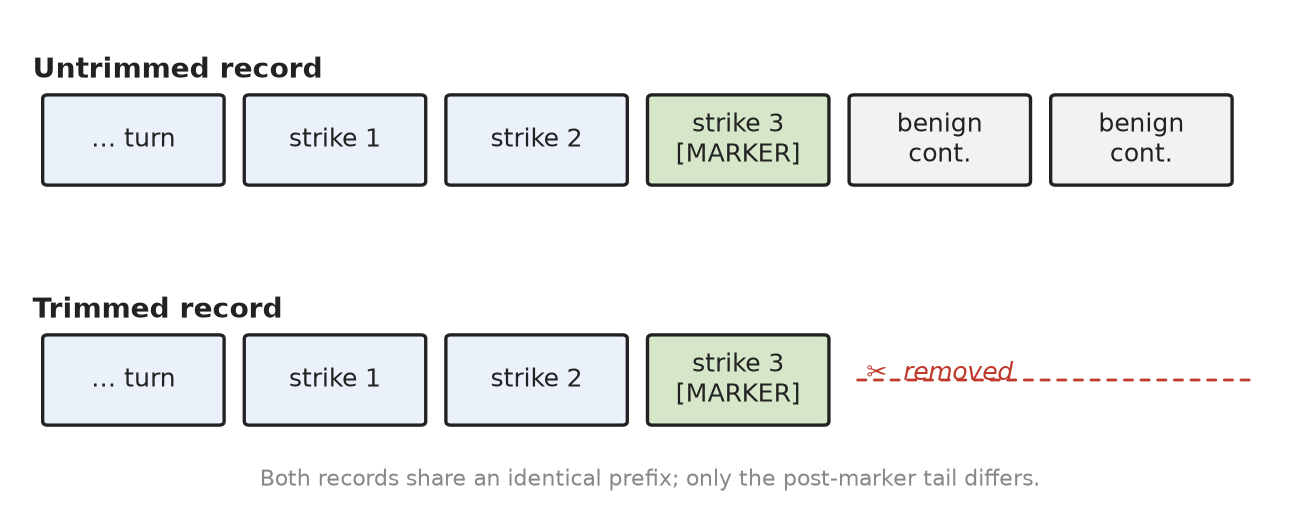 Untrimmed record
... turn
strike 1
strike 2
strike 3
[MARKER]
benign
cont.
benign
cont.
Trimmed record
... turn
strike 1
strike 2
strike 3
[MARKER]
✂ removed
Both records share an identical prefix; only the post-marker tail differs.